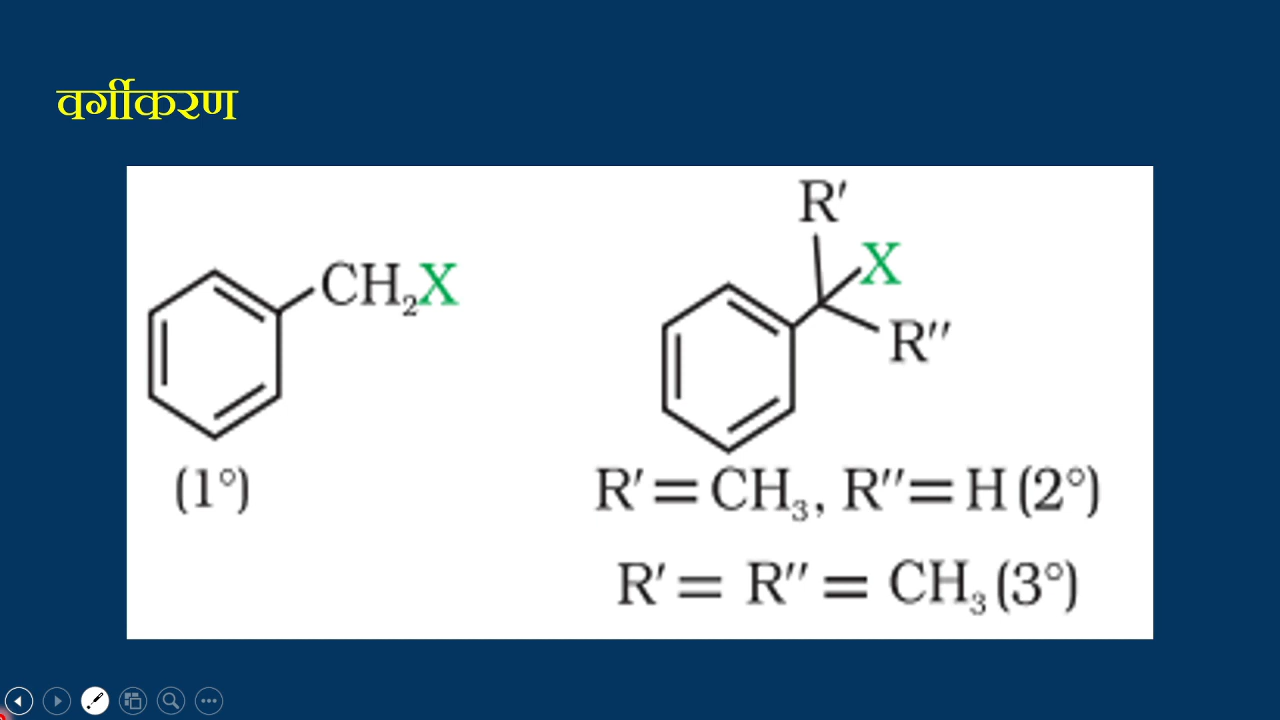 वर्गीकरण
CH₂X
(1°)
R′
X
R″
R′=CH₃, R″=H (2°)
R′= R″= CH₃ (3°)